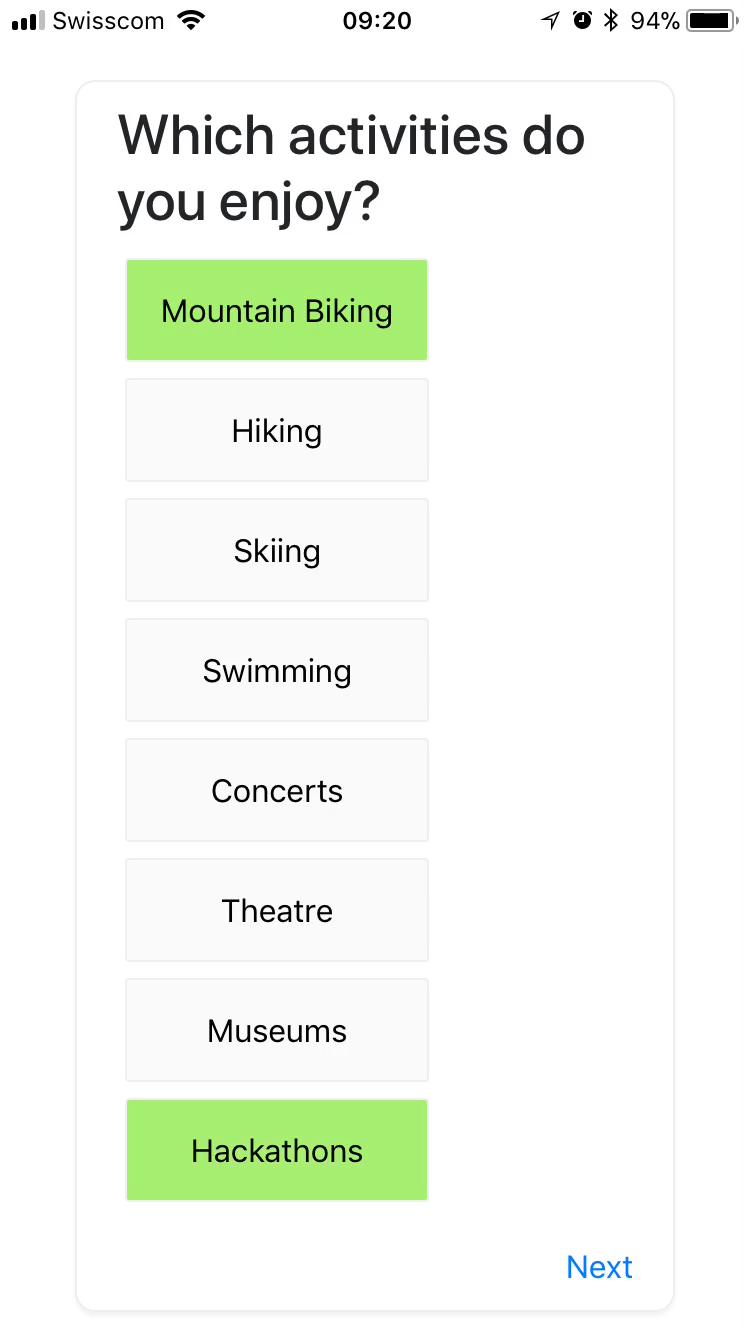 Swisscom 09:20 94%
Which activities do
you enjoy?
Mountain Biking
Hiking
Skiing
Swimming
Concerts
Theatre
Museums
Hackathons
Next